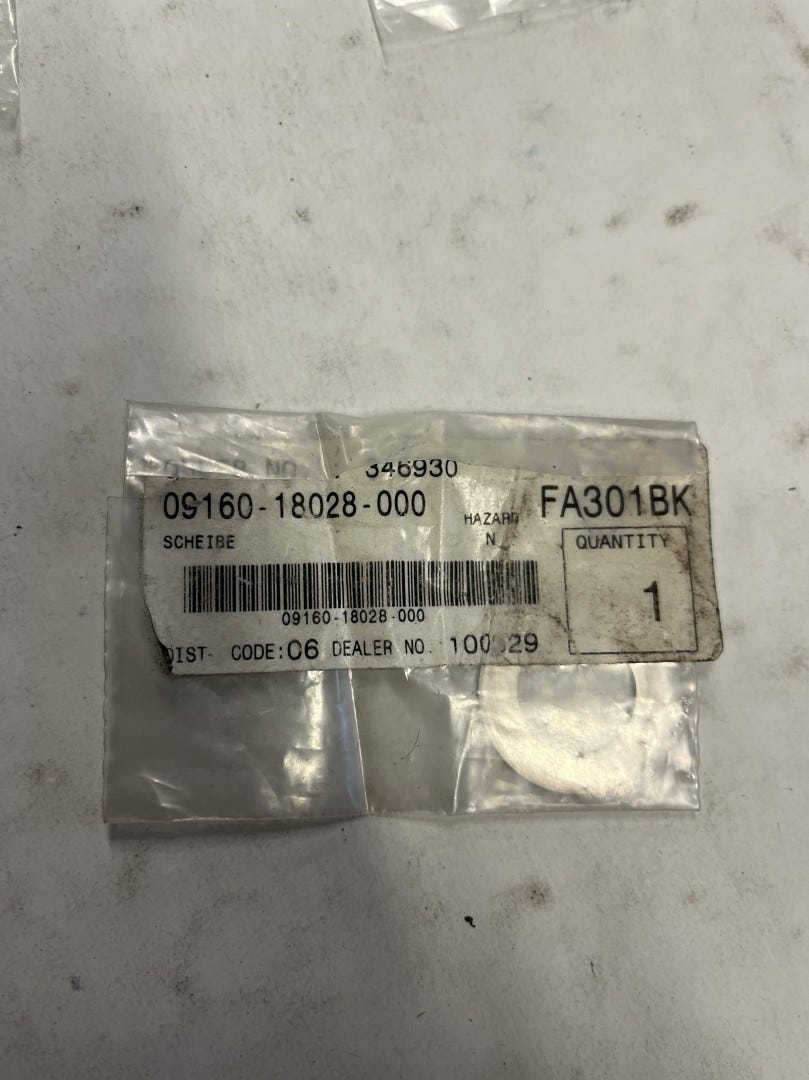 346930
09160-18028-000 HAZARD FA301BK
SCHEIBE N QUANTITY
09160-18028-000 1
CODE:C6 DEALER NO.